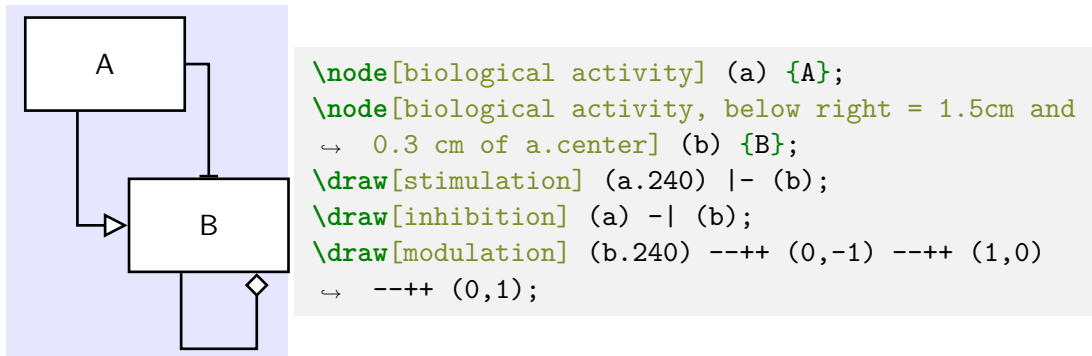 A
B
\node[biological activity] (a) {A};
\node[biological activity, below right = 1.5cm and
↪ 0.3 cm of a.center] (b) {B};
\draw[stimulation] (a.240) |- (b);
\draw[inhibition] (a) -| (b);
\draw[modulation] (b.240) --++ (0,-1) --++ (1,0)
↪ --++ (0,1);